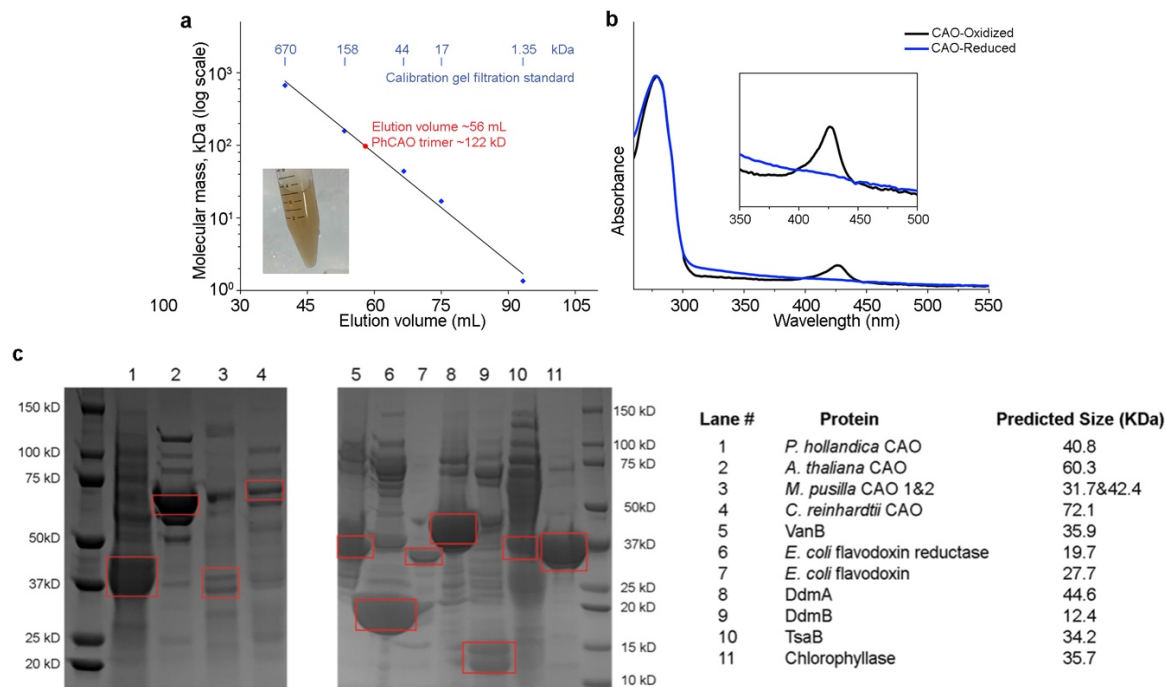 a
670 158 44 17 1.35 kDa
Calibration gel filtration standard
Elution volume ~56 mL
PhCAO trimer ~122 kD
Molecular mass, kDa (log scale)
10³
10²
10¹
10⁰
100
30 45 60 75 90 105
Elution volume (mL)
b
CAO-Oxidized
CAO-Reduced
350 400 450 500
Absorbance
300 350 400 450 500 550
Wavelength (nm)
c
1 2 3 4
150 kD
100 kD
75 kD
50kD
37kD
25 kD
20 kD
5 6 7 8 9 10 11
150 kD
100 kD
75 kD
50 kD
37kD
25 kD
20 kD
15 kD
10 kD
Lane # Protein Predicted Size (KDa)
1 P. hollandica CAO 40.8
2 A. thaliana CAO 60.3
3 M. pusilla CAO 1&2 31.7&42.4
4 C. reinhardtii CAO 72.1
5 VanB 35.9
6 E. coli flavodoxin reductase 19.7
7 E. coli flavodoxin 27.7
8 DdmA 44.6
9 DdmB 12.4
10 TsaB 34.2
11 Chlorophyllase 35.7